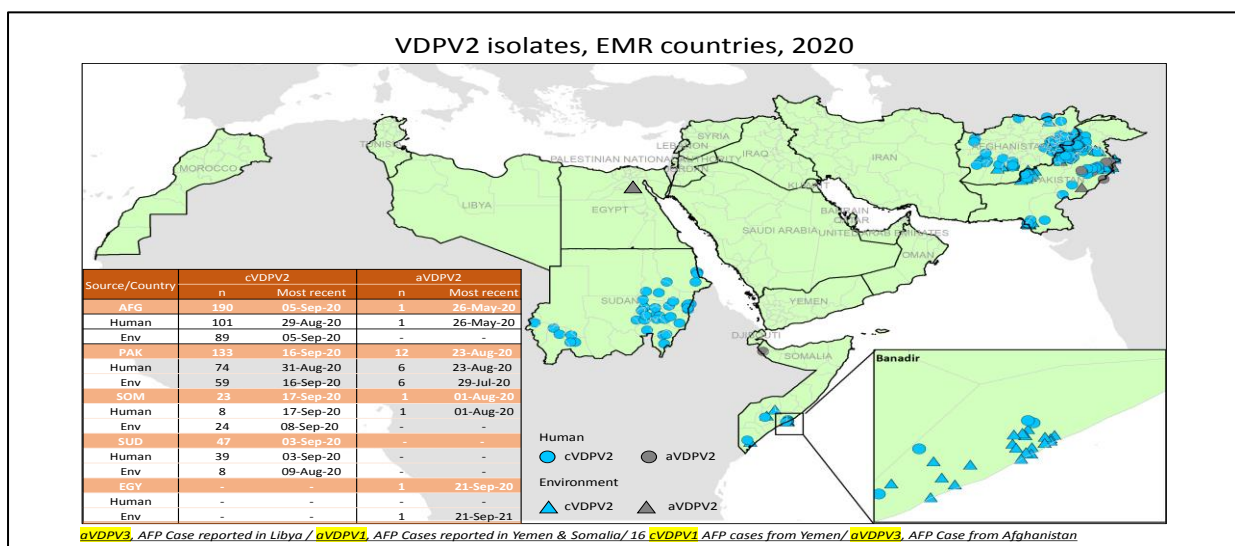 VDPV2 isolates, EMR countries, 2020
MOROCCO
TUNISIA
LIBYA
EGYPT
SUDAN
SYRIA
LEBANON
PALESTINIAN NATIONAL AUTHORITY
JORDAN
IRAQ
IRAN
KUWAIT
BAHRAIN
QATAR
SAUDI ARABIA
UNITED ARAB EMIRATES
OMAN
YEMEN
DJIBOUTI
SOMALIA
AFGHANISTAN
PAKISTAN
Source/Country cVDPV2 aVDPV2
n Most recent n Most recent
AFG 190 05-Sep-20 1 26-May-20
Human 101 29-Aug-20 1 26-May-20
Env 89 05-Sep-20 - -
PAK 133 16-Sep-20 12 23-Aug-20
Human 74 31-Aug-20 6 23-Aug-20
Env 59 16-Sep-20 6 29-Jul-20
SOM 23 17-Sep-20 1 01-Aug-20
Human 8 17-Sep-20 1 01-Aug-20
Env 24 08-Sep-20 - -
SUD 47 03-Sep-20 - -
Human 39 03-Sep-20 - -
Env 8 09-Aug-20 - -
EGY - - 1 21-Sep-20
Human - - - -
Env - - 1 21-Sep-21
Human
cVDPV2 aVDPV2
Environment
cVDPV2 aVDPV2
Banadir
aVDPV3, AFP Case reported in Libya / aVDPV1, AFP Cases reported in Yemen & Somalia/ 16 cVDPV1 AFP cases from Yemen/ aVDPV3, AFP Case from Afghanistan